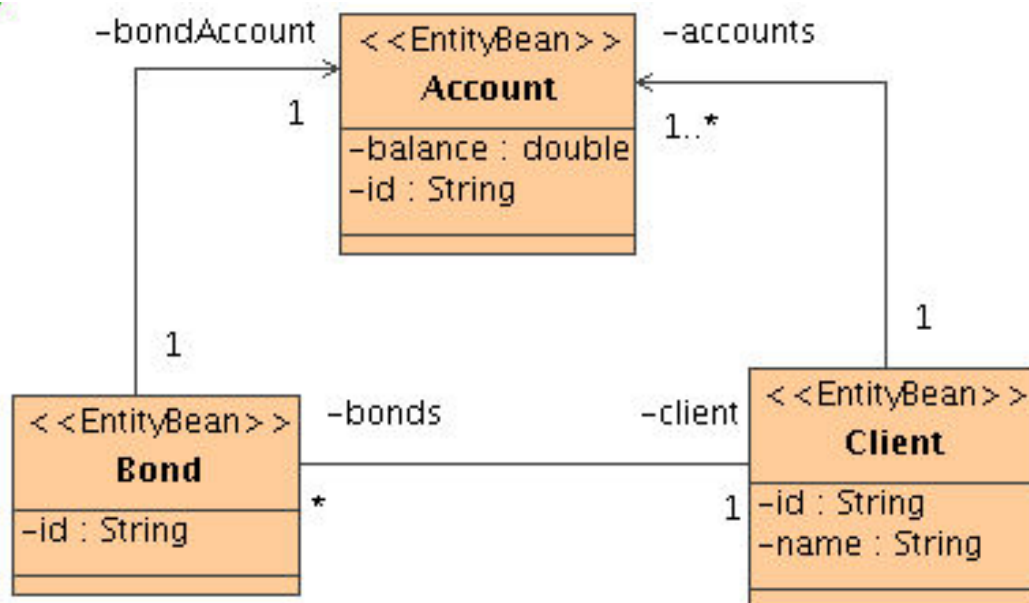 -bondAccount
<<EntityBean>>
Account
-balance : double
-id : String
-accounts
1
1..*
1
1
<<EntityBean>>
Bond
-id : String
-bonds
*
-client
1
<<EntityBean>>
Client
-id : String
-name : String